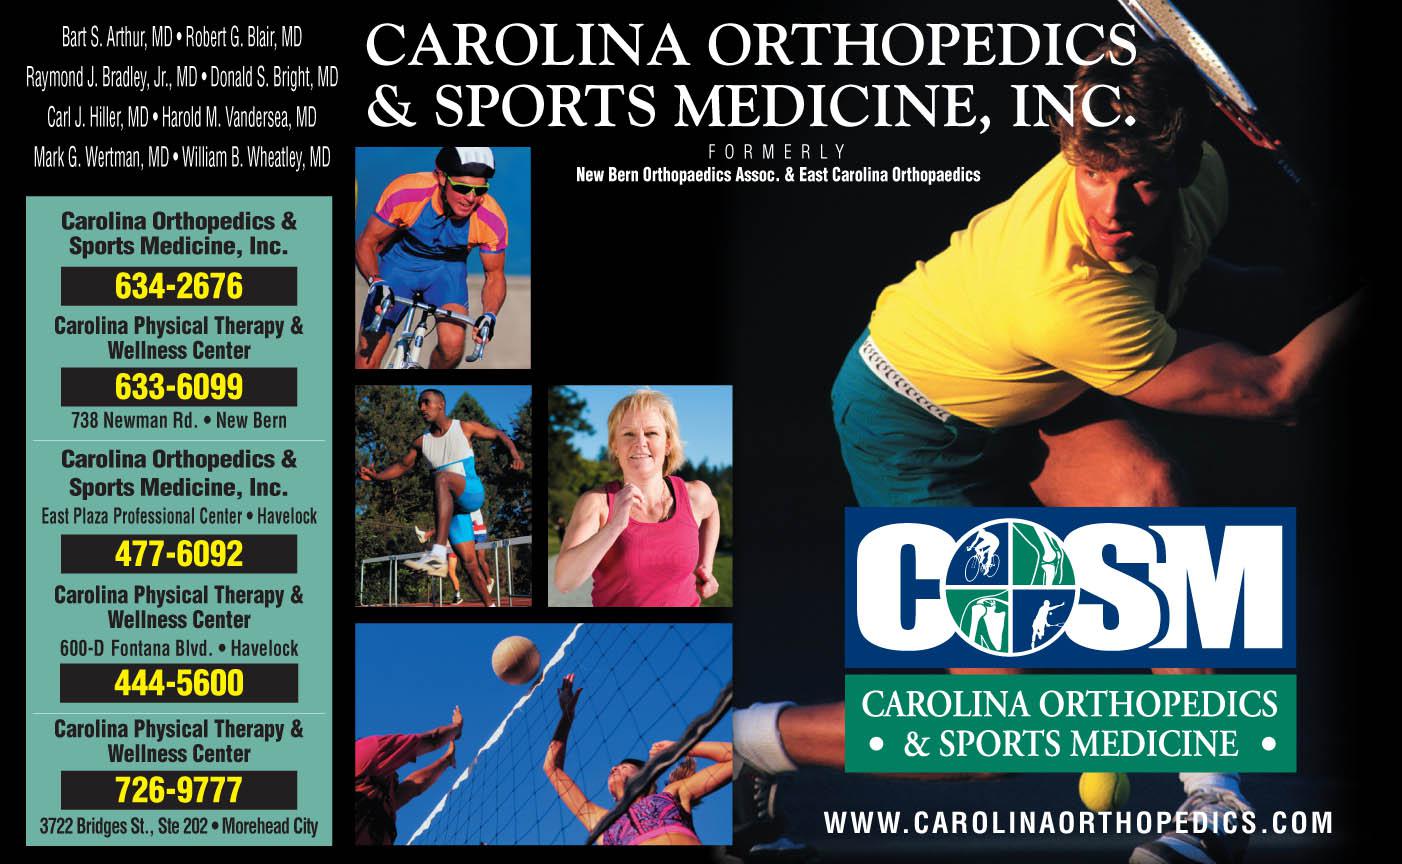 Bart S. Arthur, MD • Robert G. Blair, MD
Raymond J. Bradley, Jr., MD • Donald S. Bright, MD
Carl J. Hiller, MD • Harold M. Vandersea, MD
Mark G. Wertman, MD • William B. Wheatley, MD
Carolina Orthopedics &
Sports Medicine, Inc.
634-2676
Carolina Physical Therapy &
Wellness Center
633-6099
738 Newman Rd. • New Bern
Carolina Orthopedics &
Sports Medicine, Inc.
East Plaza Professional Center • Havelock
477-6092
Carolina Physical Therapy &
Wellness Center
600-D Fontana Blvd. • Havelock
444-5600
Carolina Physical Therapy &
Wellness Center
726-9777
3722 Bridges St., Ste 202 • Morehead City
CAROLINA ORTHOPEDICS
& SPORTS MEDICINE, INC.
FORMERLY
New Bern Orthopaedics Assoc. & East Carolina Orthopaedics
COSM
CAROLINA ORTHOPEDICS
• & SPORTS MEDICINE •
WWW.CAROLINAORTHOPEDICS.COM